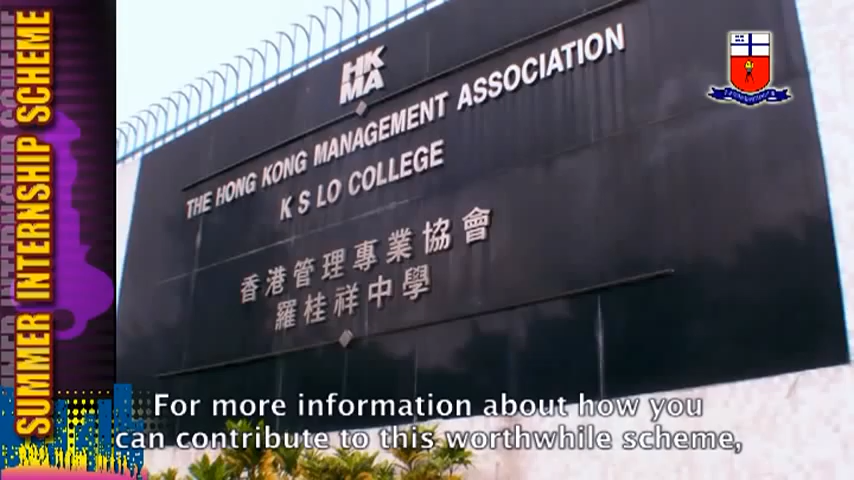 SUMMER INTERNSHIP SCHEME
HK
MA
THE HONG KONG MANAGEMENT ASSOCIATION
K S LO COLLEGE
香港管理專業協會
羅桂祥中學
For more information about how you
can contribute to this worthwhile scheme,